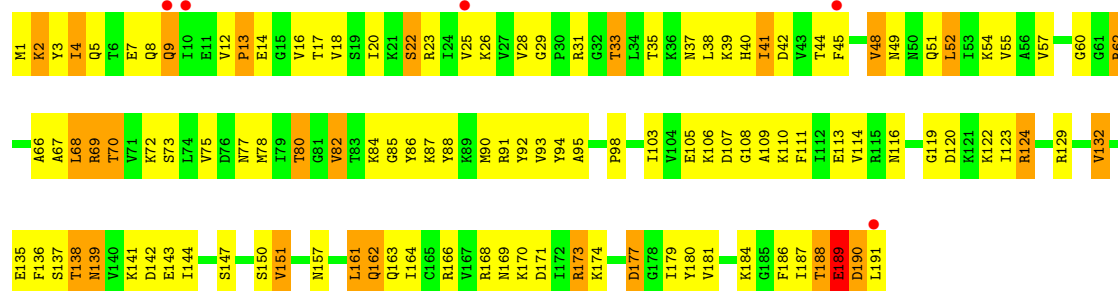 M1 K2 Y3 I4 Q5 T6 E7 Q8 Q9 I10 E11 V12 P13 E14 G15 V16 T17 V18 S19 I20 K21 S22 R23 I24 V25 K26 V27 V28 G29 P30 R31 G32 T33 L34 T35 K36 N37 L38 K39 H40 I41 D42 V43 T44 F45 V48 N49 N50 Q51 L52 I53 K54 V55 A56 V57 G60 G61 R62
A66 A67 L68 R69 T70 V71 K72 S73 L74 V75 D76 N77 M78 I79 T80 G81 V82 T83 K84 G85 Y86 K87 Y88 K89 M90 R91 Y92 V93 Y94 A95 P98 I103 V104 E105 K106 D107 G108 A109 K110 F111 I112 E113 V114 R115 N116 G119 D120 K121 K122 I123 R124 R129 V132
E135 F136 S137 T138 N139 V140 K141 D142 E143 I144 S147 S150 V151 N157 L161 Q162 Q163 I164 C165 R166 V167 R168 N169 K170 D171 I172 R173 K174 D177 G178 I179 Y180 V181 K184 G185 F186 I187 T188 E189 D190 L191